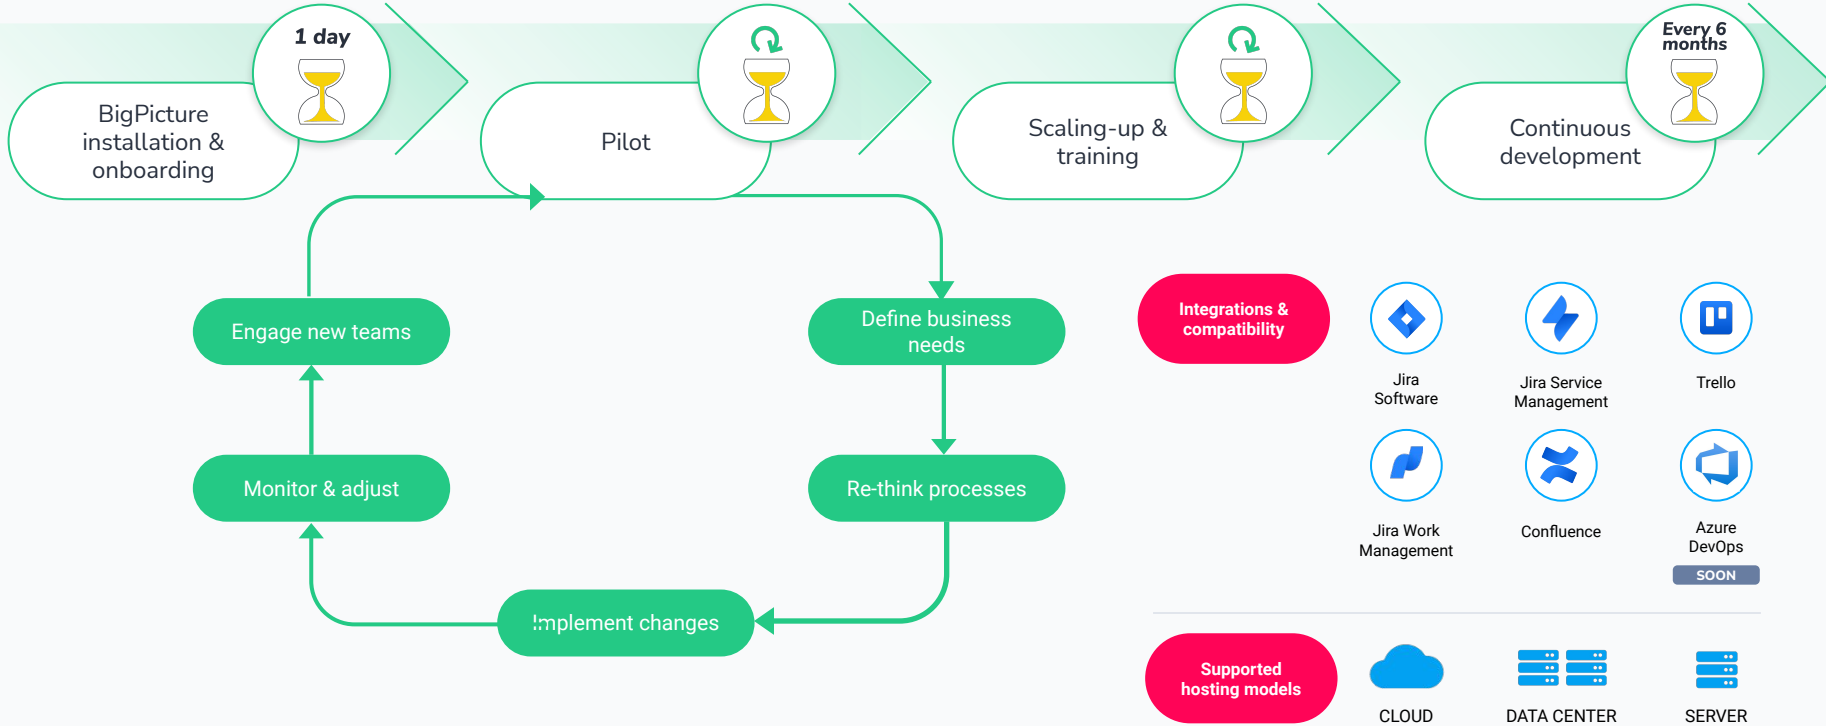 1 day
BigPicture
installation &
onboarding
Pilot
Scaling-up &
training
Every 6
months
Continuous
development
Engage new teams
Define business
needs
Monitor & adjust
Re-think processes
Implement changes
Integrations &
compatibility
Jira
Software
Jira Service
Management
Trello
Jira Work
Management
Confluence
Azure
DevOps
SOON
Supported
hosting models
CLOUD
DATA CENTER
SERVER